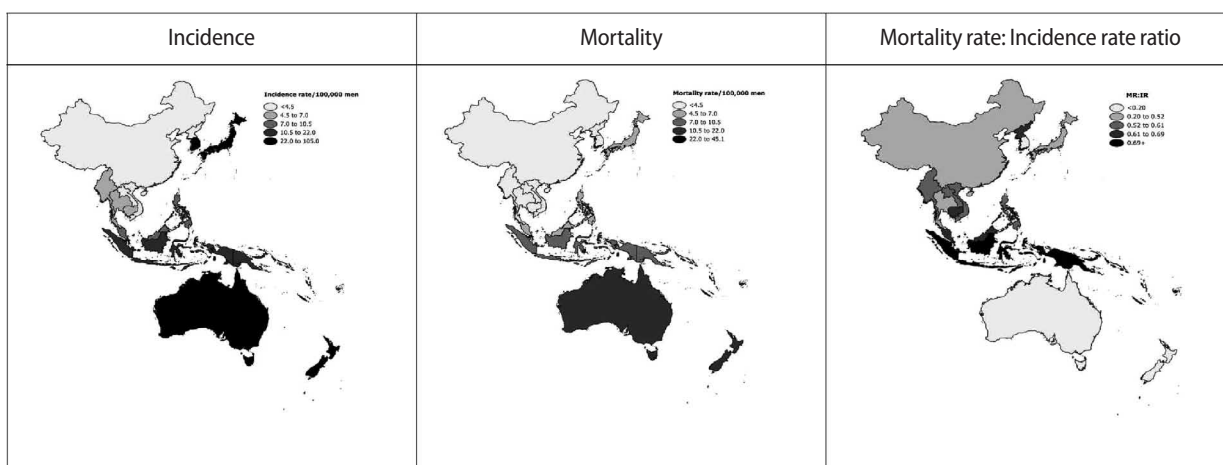 Incidence
Mortality
Mortality rate: Incidence rate ratio
Incidence rate/100,000 men
<4.5
4.5 to 7.0
7.0 to 10.5
10.5 to 22.0
22.0 to 105.0
Mortality rate/100,000 men
<4.5
4.5 to 7.0
7.0 to 10.5
10.5 to 22.0
22.0 to 45.1
MR:IR
<0.20
0.20 to 0.52
0.52 to 0.61
0.61 to 0.69
0.69+